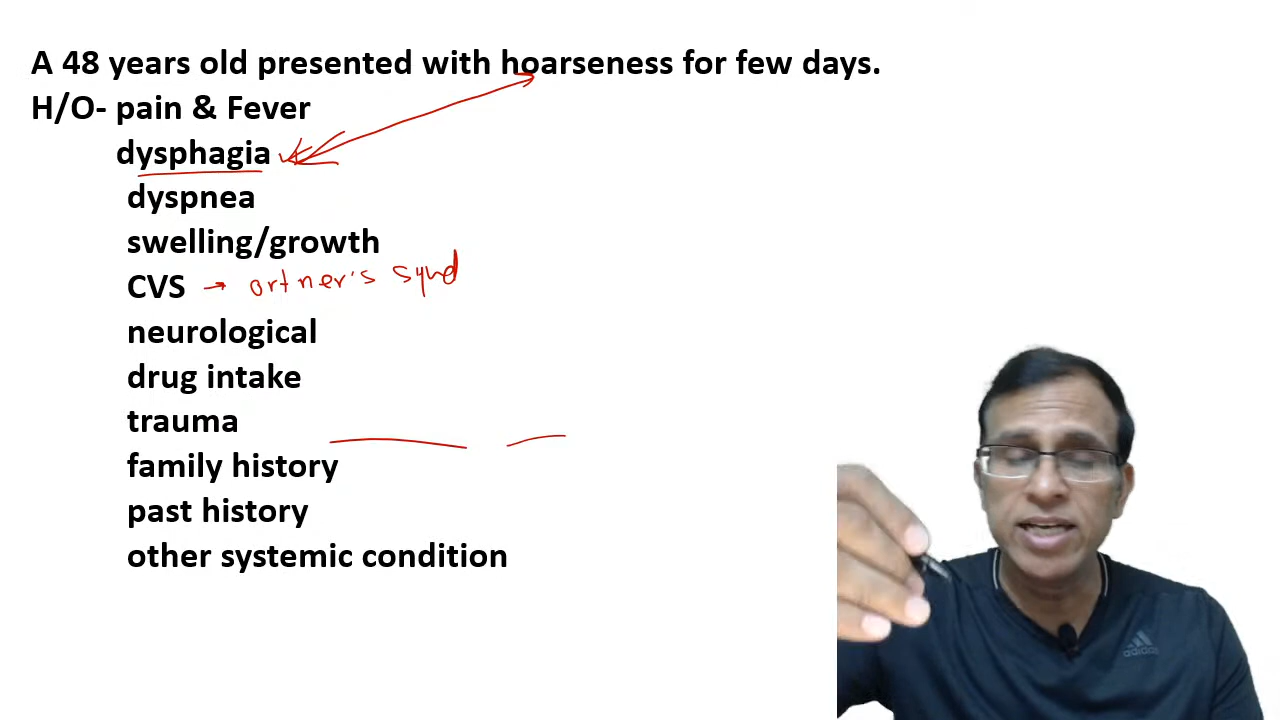 A 48 years old presented with hoarseness for few days.
H/O- pain & Fever
dysphagia
dyspnea
swelling/growth
CVS → ortner's synd
neurological
drug intake
trauma
family history
past history
other systemic condition
adidas